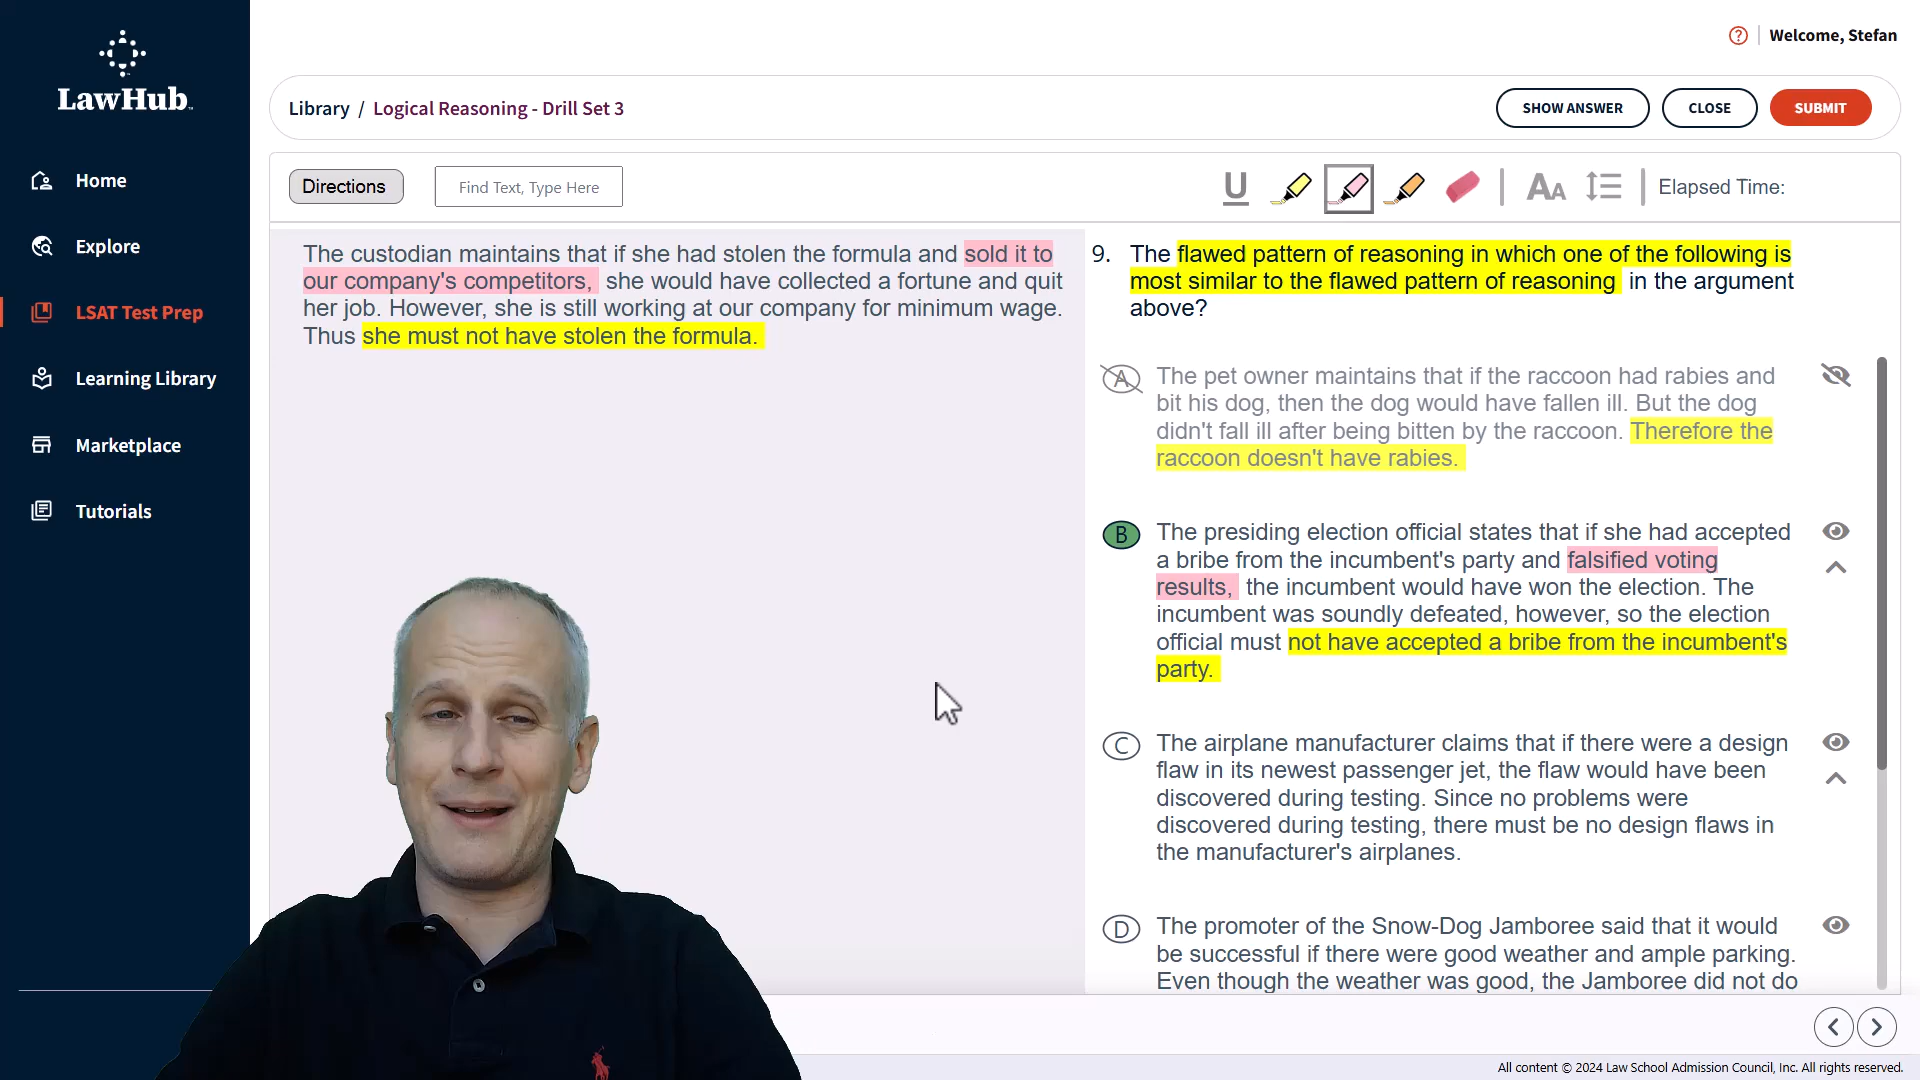 LawHub™
Home
Explore
LSAT Test Prep
Learning Library
Marketplace
Tutorials
Welcome, Stefan
Library / Logical Reasoning - Drill Set 3
SHOW ANSWER
CLOSE
SUBMIT
Directions
Find Text, Type Here
U
AA
Elapsed Time:
The custodian maintains that if she had stolen the formula and sold it to
our company's competitors, she would have collected a fortune and quit
her job. However, she is still working at our company for minimum wage.
Thus she must not have stolen the formula.
9. The flawed pattern of reasoning in which one of the following is
most similar to the flawed pattern of reasoning in the argument
above?
A The pet owner maintains that if the raccoon had rabies and
bit his dog, then the dog would have fallen ill. But the dog
didn't fall ill after being bitten by the raccoon. Therefore the
raccoon doesn't have rabies.
B The presiding election official states that if she had accepted
a bribe from the incumbent's party and falsified voting
results, the incumbent would have won the election. The
incumbent was soundly defeated, however, so the election
official must not have accepted a bribe from the incumbent's
party.
C The airplane manufacturer claims that if there were a design
flaw in its newest passenger jet, the flaw would have been
discovered during testing. Since no problems were
discovered during testing, there must be no design flaws in
the manufacturer's airplanes.
D The promoter of the Snow-Dog Jamboree said that it would
be successful if there were good weather and ample parking.
Even though the weather was good, the Jamboree did not do
All content © 2024 Law School Admission Council, Inc. All rights reserved.